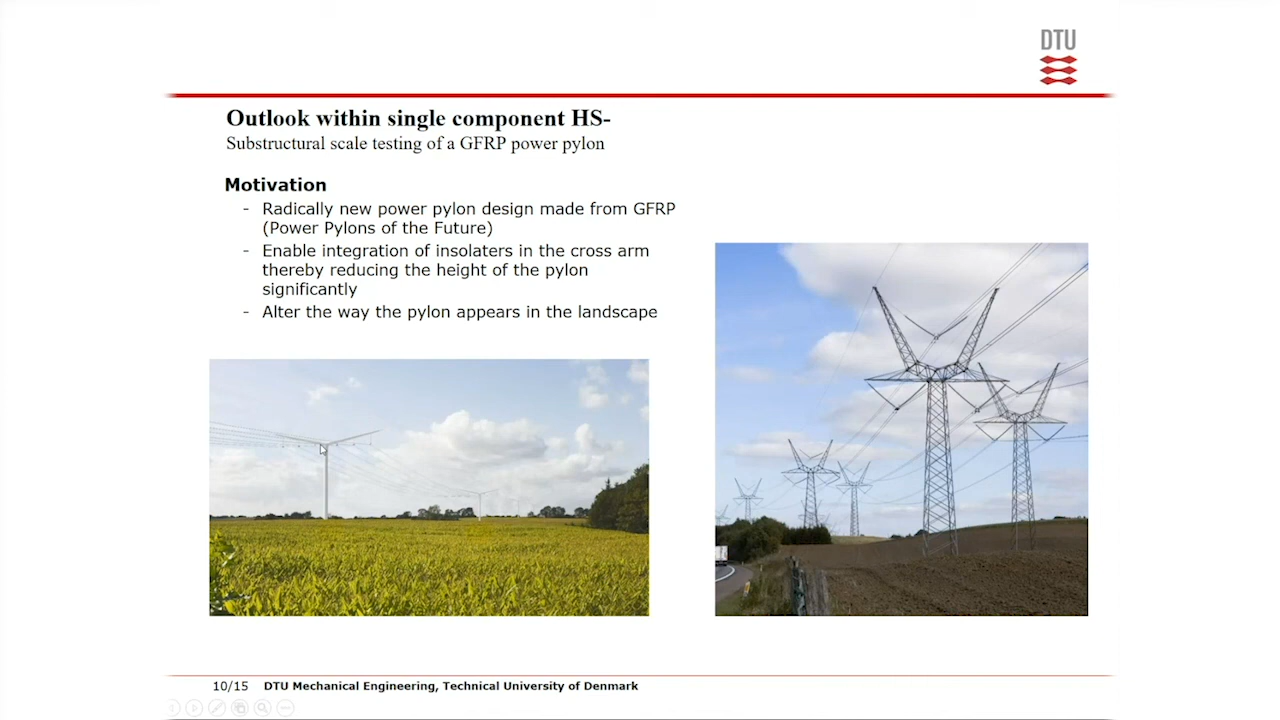 DTU
Outlook within single component HS-
Substructural scale testing of a GFRP power pylon
Motivation
- Radically new power pylon design made from GFRP
(Power Pylons of the Future)
- Enable integration of insolaters in the cross arm
thereby reducing the height of the pylon
significantly
- Alter the way the pylon appears in the landscape
10/15 DTU Mechanical Engineering, Technical University of Denmark